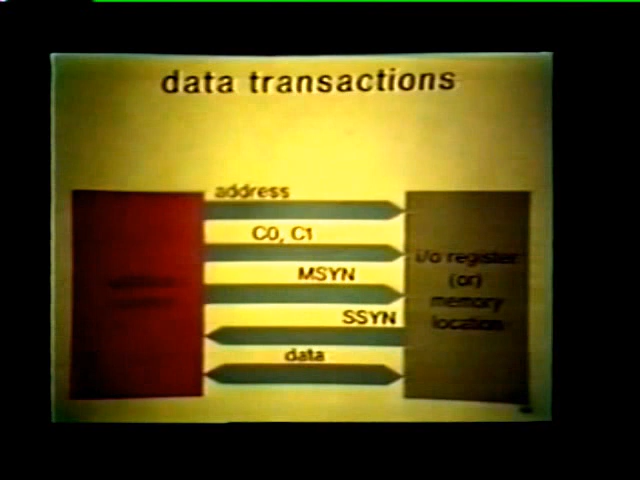 data transactions
address
C0, C1
MSYN
SSYN
data
i/o register
(or)
memory
location